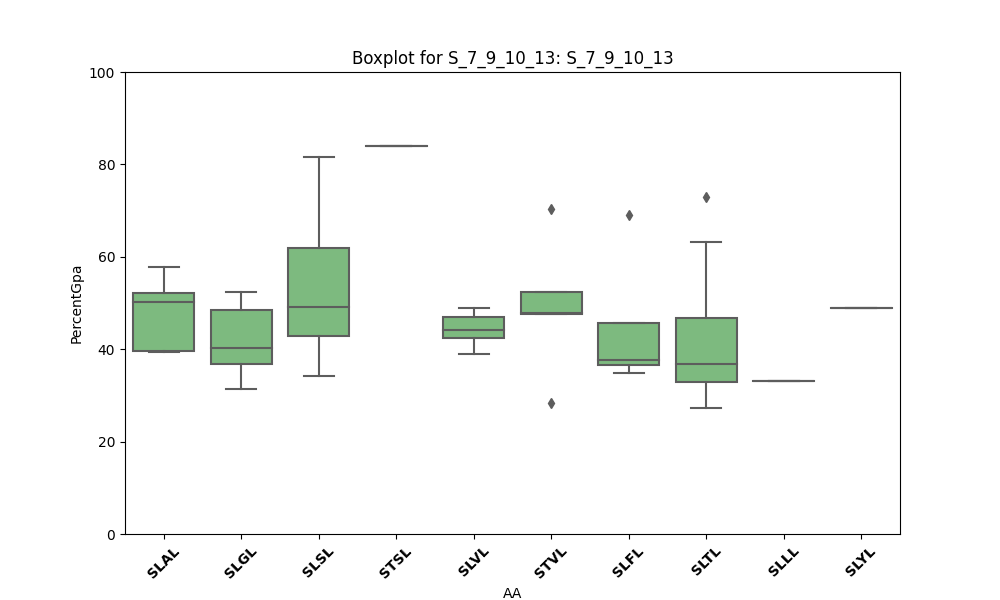 Boxplot for S_7_9_10_13: S_7_9_10_13
100
80
60
40
20
0
PercentGpa
SLAL
SLGL
SLSL
STSL
SLVL
STVL
SLFL
SLTL
SLLL
SLYL
AA